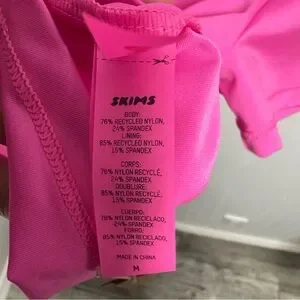 SKIMS
BODY:
76% RECYCLED NYLON,
24% SPANDEX
LINING:
85% RECYCLED NYLON,
15% SPANDEX
CORPS:
76% NYLON RECYCLÉ,
24% SPANDEX
DOUBLURE:
85% NYLON RECYCLÉ,
15% SPANDEX
CUERPO:
76% NYLON RECICLADO,
24% SPANDEX
FORRO:
85% NYLON RECICLADO,
15% SPANDEX
MADE IN CHINA
M